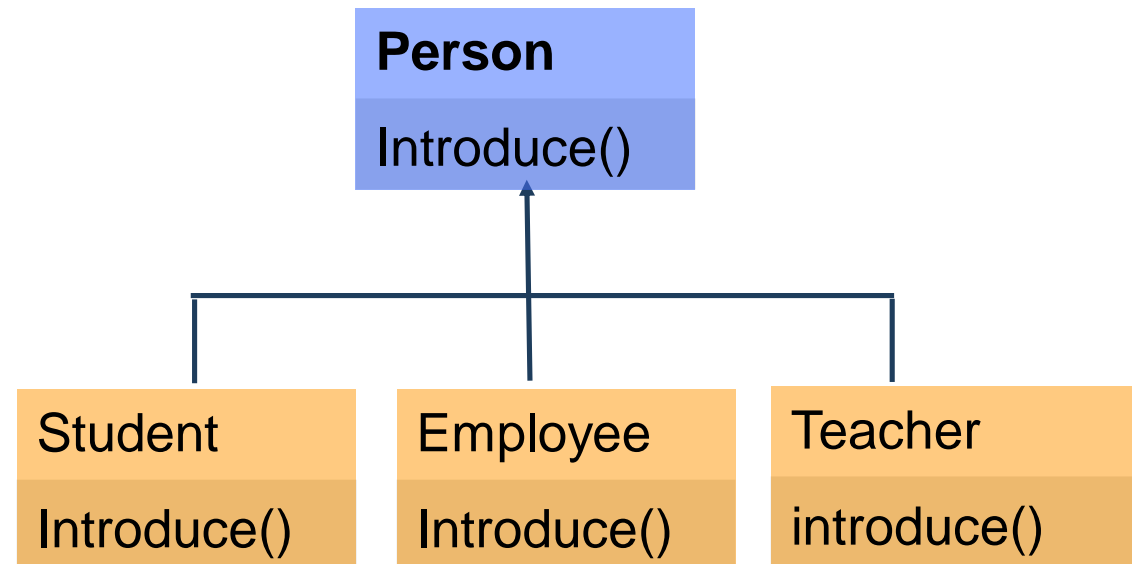 Person
Introduce()
Student
Introduce()
Employee
Introduce()
Teacher
introduce()